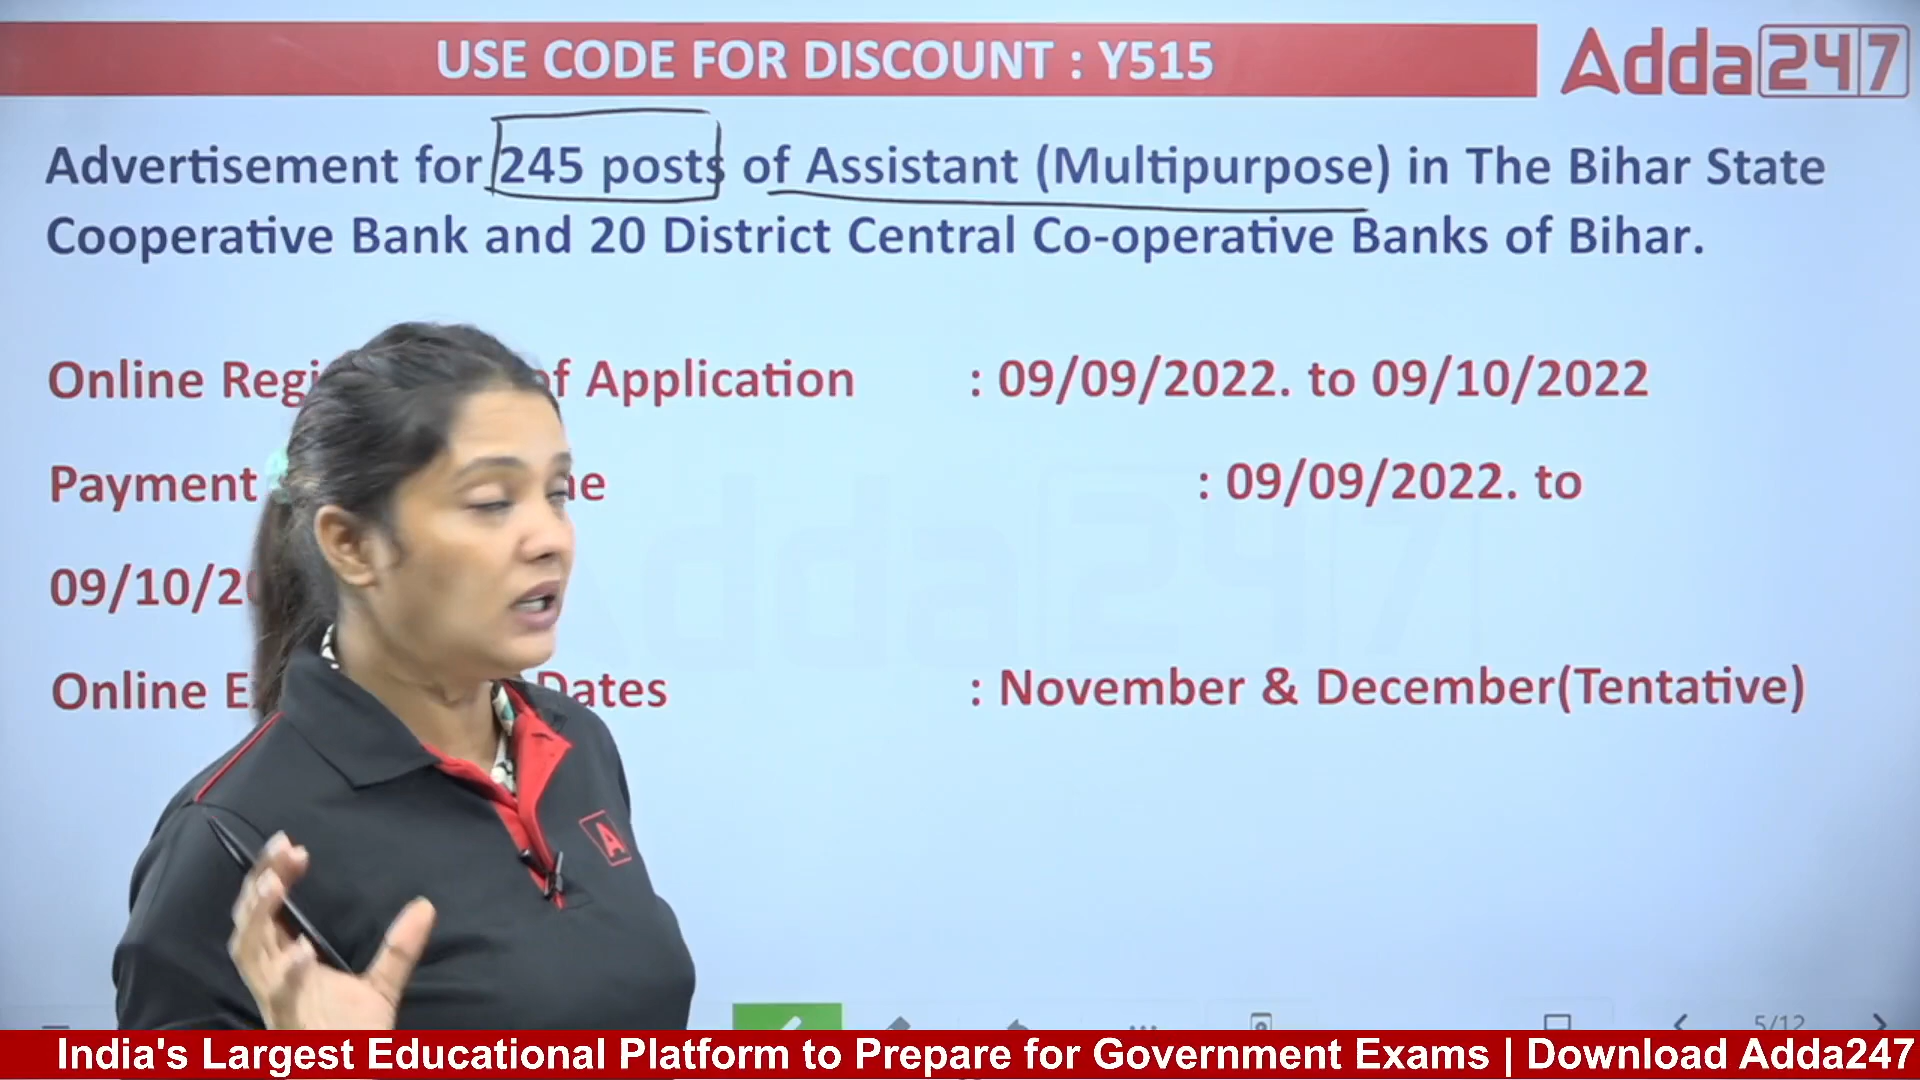 USE CODE FOR DISCOUNT : Y515
Adda247
Advertisement for 245 posts of Assistant (Multipurpose) in The Bihar State
Cooperative Bank and 20 District Central Co-operative Banks of Bihar.
Online of Application : 09/09/2022. to 09/10/2022
Payment : 09/09/2022. to
09/10/
Online Dates : November & December(Tentative)
5/12
India's Largest Educational Platform to Prepare for Government Exams | Download Adda247